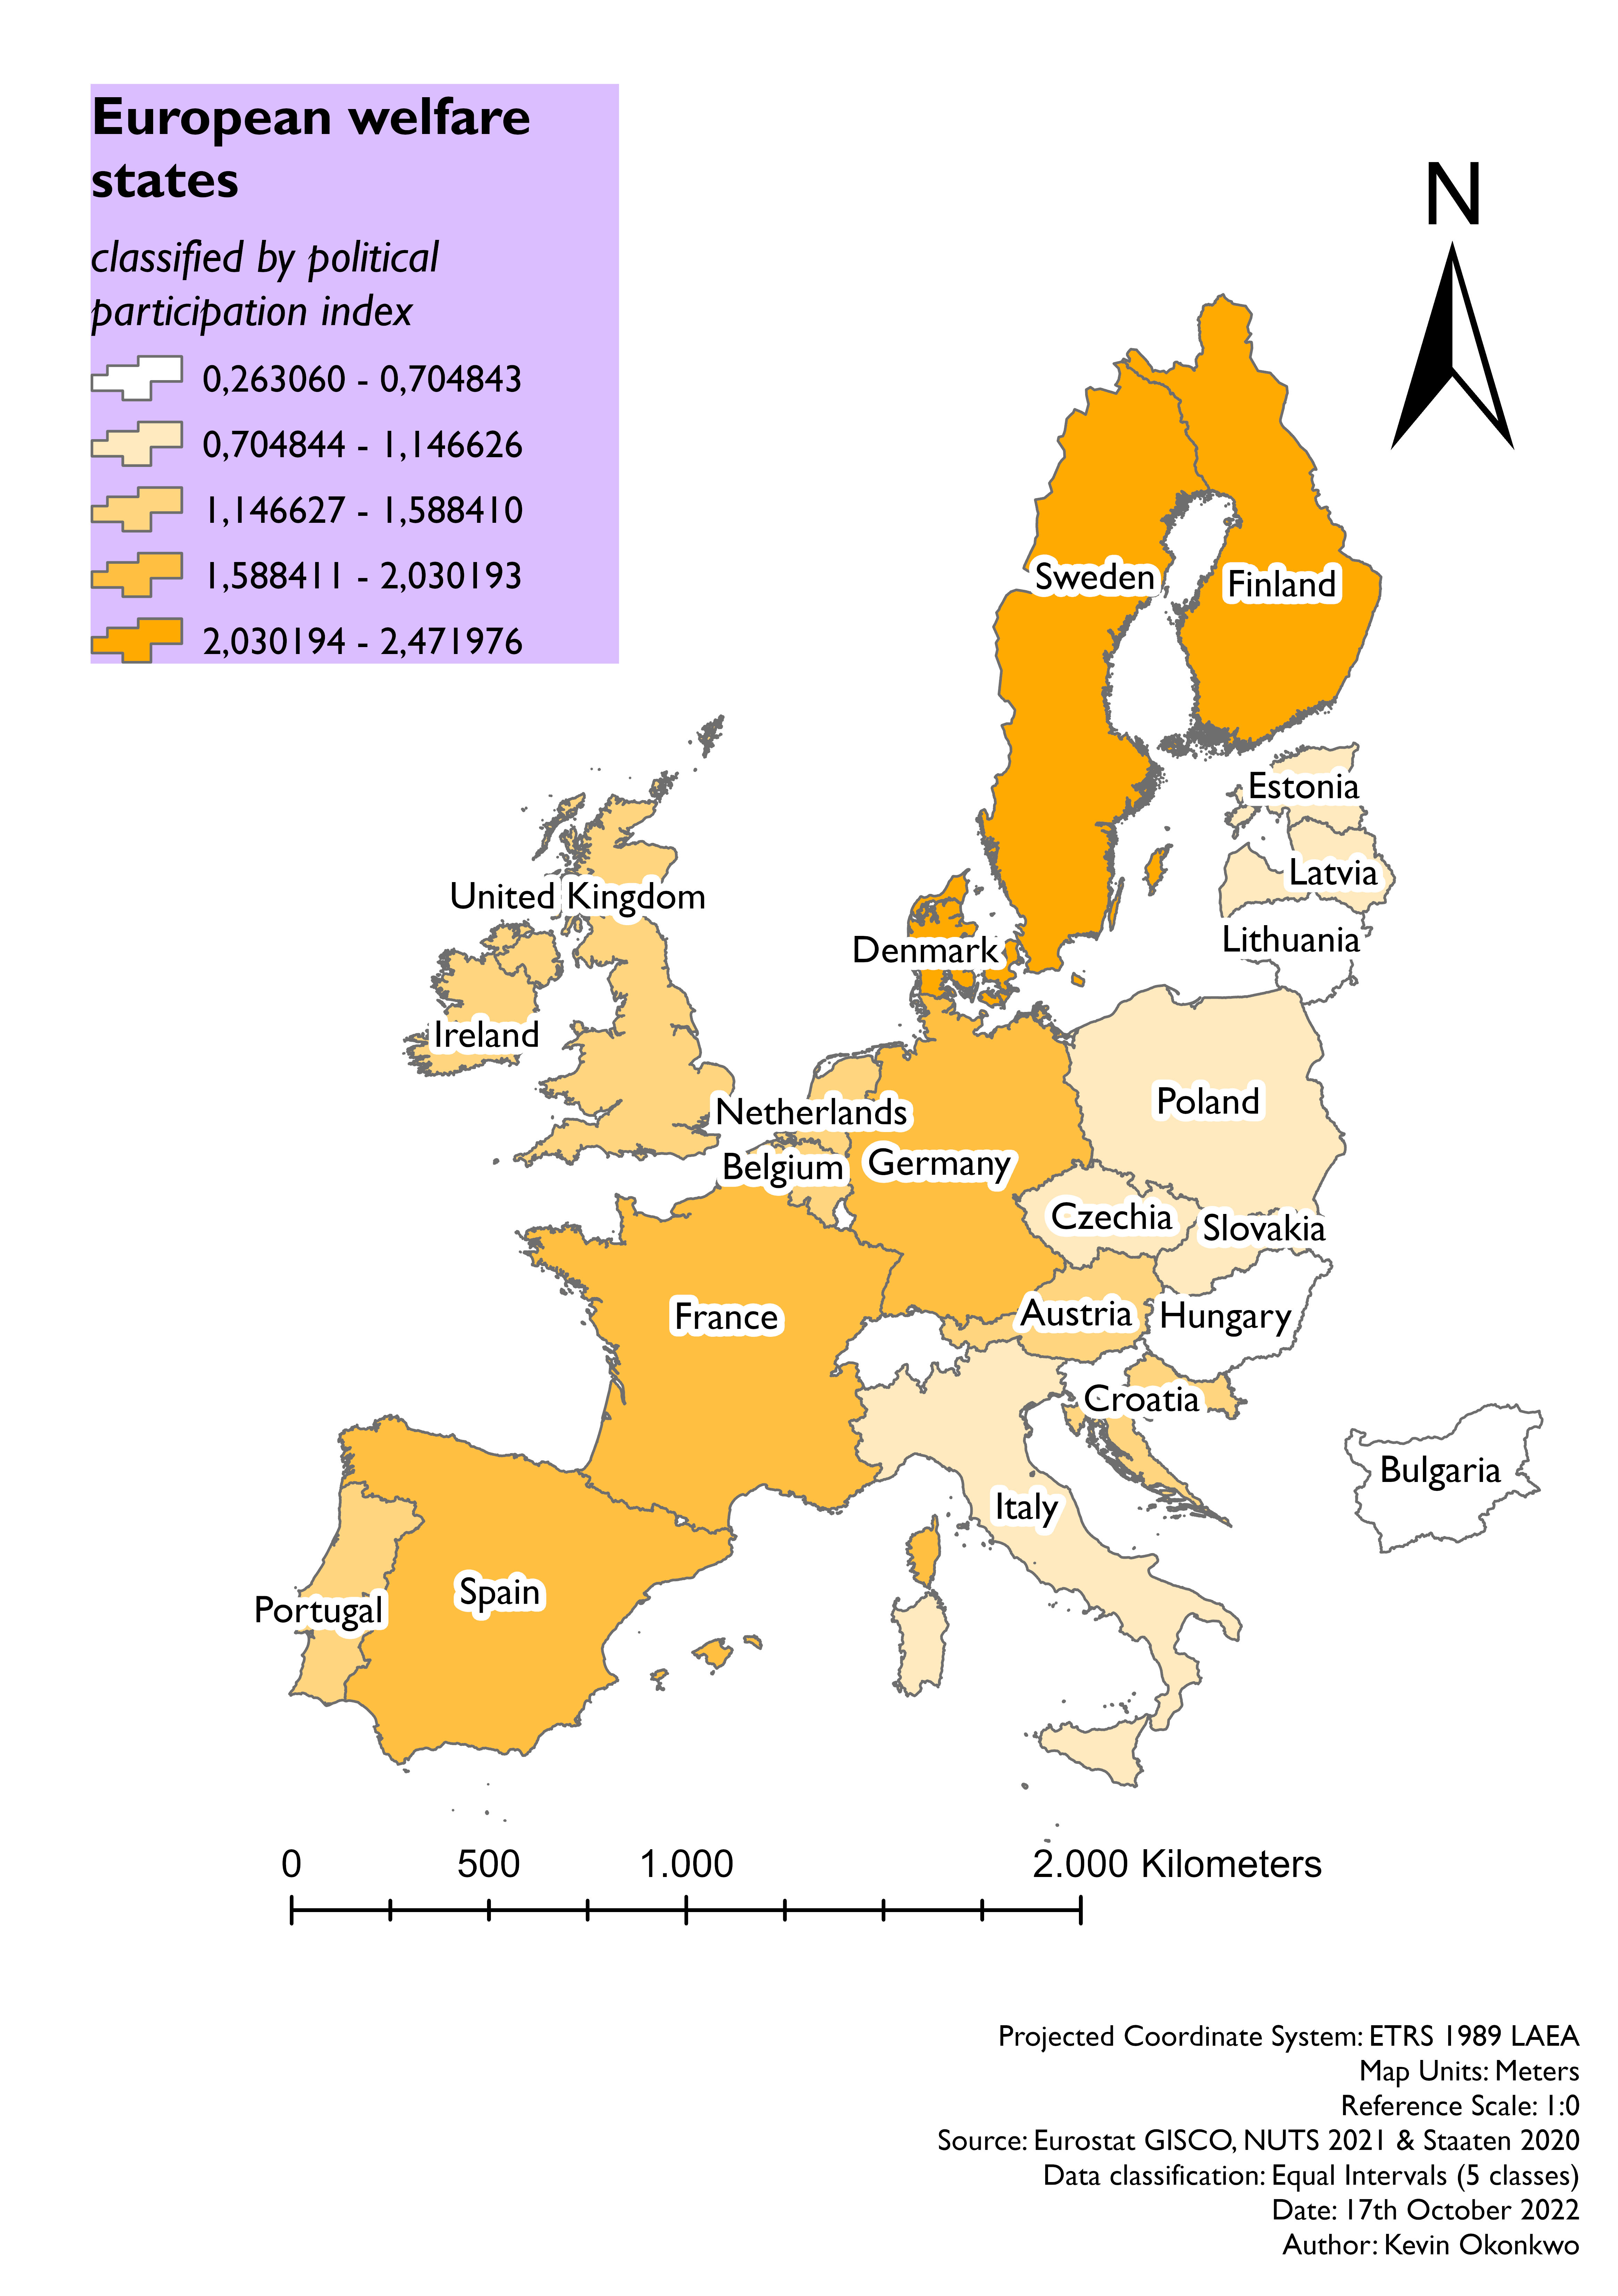 European welfare
states
classified by political
participation index
0,263060 - 0,704843
0,704844 - 1,146626
1,146627 - 1,588410
1,588411 - 2,030193
2,030194 - 2,471976
N
Sweden
Finland
Estonia
Latvia
United Kingdom
Denmark
Lithuania
Ireland
Poland
Netherlands
Belgium
Germany
Czechia
Slovakia
France
Austria
Hungary
Croatia
Bulgaria
Italy
Spain
Portugal
0 500 1.000 2.000 Kilometers
Projected Coordinate System: ETRS 1989 LAEA
Map Units: Meters
Reference Scale: 1:0
Source: Eurostat GISCO, NUTS 2021 & Staaten 2020
Data classification: Equal Intervals (5 classes)
Date: 17th October 2022
Author: Kevin Okonkwo